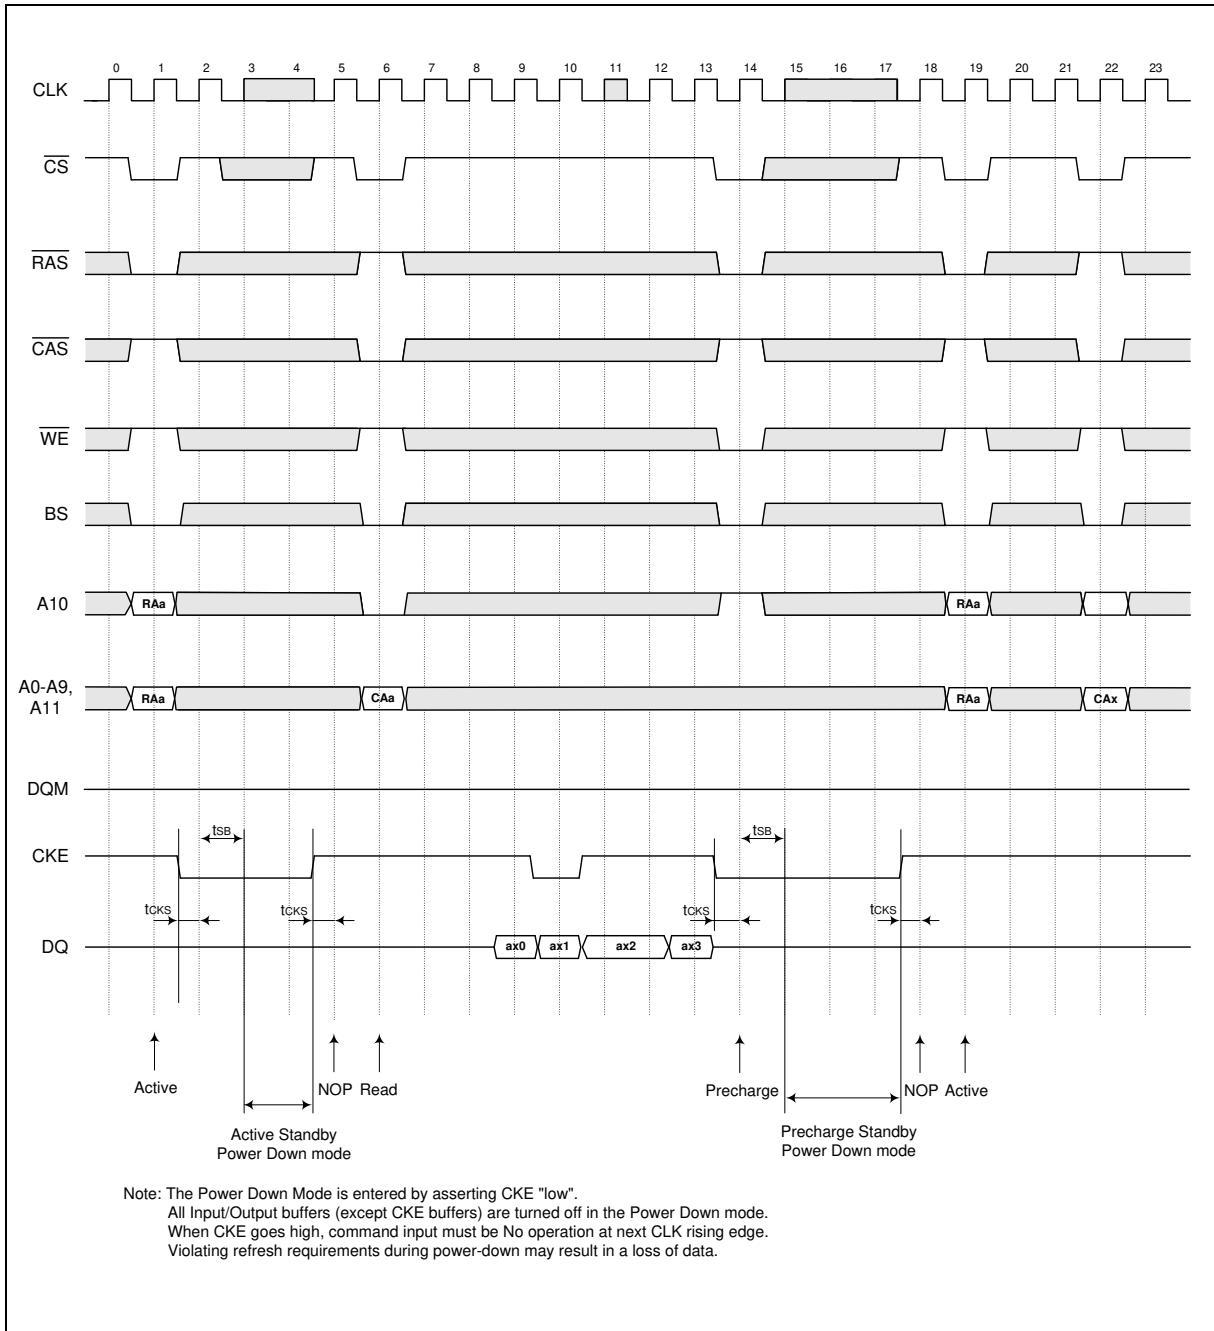 0 1 2 3 4 5 6 7 8 9 10 11 12 13 14 15 16 17 18 19 20 21 22 23
CLK
CS
RAS
CAS
WE
BS
A10 RAa RAa
A0-A9,
A11 RAa CAa RAa CAx
DQM
tSB tSB
CKE
tCKS tCKS tCKS tCKS
DQ ax0 ax1 ax2 ax3
Active NOP Read Precharge NOP Active
Active Standby
Power Down mode
Precharge Standby
Power Down mode
Note: The Power Down Mode is entered by asserting CKE "low".
All Input/Output buffers (except CKE buffers) are turned off in the Power Down mode.
When CKE goes high, command input must be No operation at next CLK rising edge.
Violating refresh requirements during power-down may result in a loss of data.